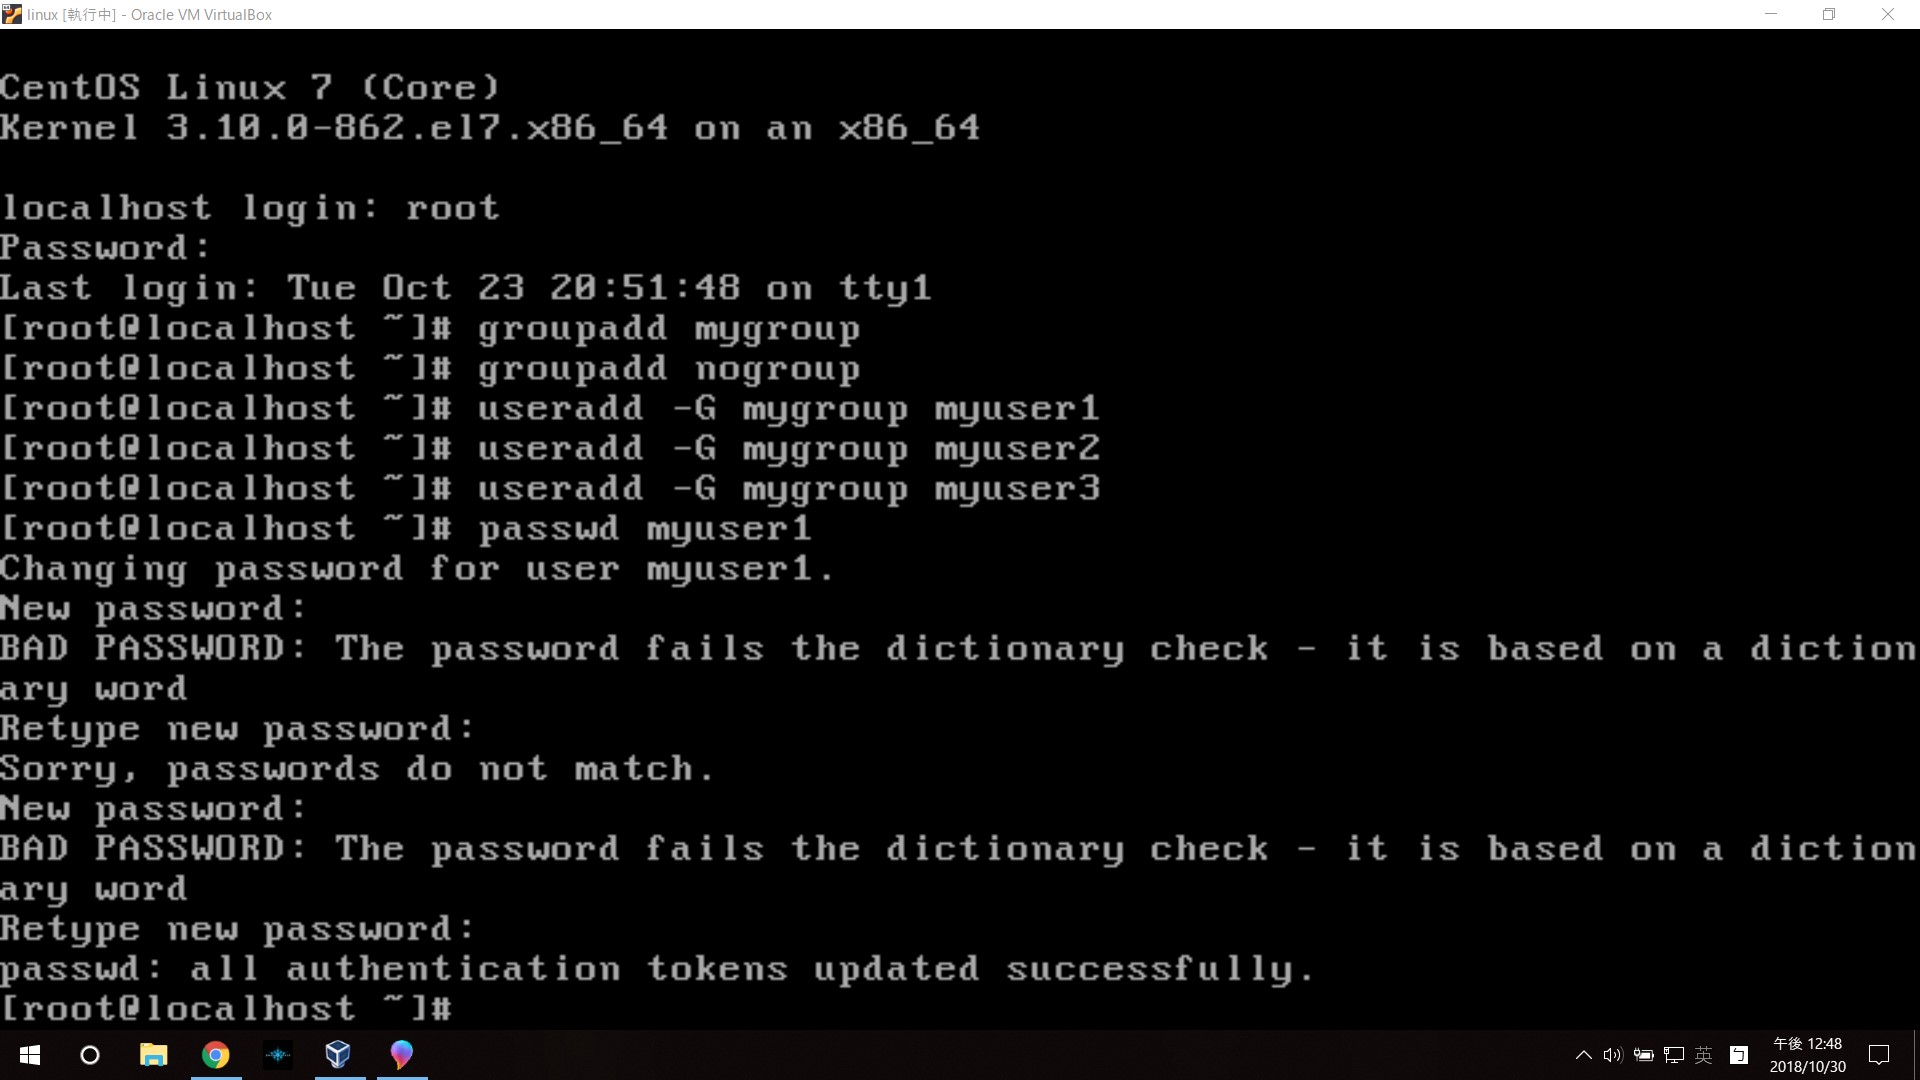 linux [執行中] - Oracle VM VirtualBox
CentOS Linux 7 (Core)
Kernel 3.10.0-862.el7.x86_64 on an x86_64
localhost login: root
Password:
Last login: Tue Oct 23 20:51:48 on tty1
[root@localhost ~]# groupadd mygroup
[root@localhost ~]# groupadd nogroup
[root@localhost ~]# useradd -G mygroup myuser1
[root@localhost ~]# useradd -G mygroup myuser2
[root@localhost ~]# useradd -G mygroup myuser3
[root@localhost ~]# passwd myuser1
Changing password for user myuser1.
New password:
BAD PASSWORD: The password fails the dictionary check - it is based on a diction
ary word
Retype new password:
Sorry, passwords do not match.
New password:
BAD PASSWORD: The password fails the dictionary check - it is based on a diction
ary word
Retype new password:
passwd: all authentication tokens updated successfully.
[root@localhost ~]#
英
ㄅ
午後 12:48
2018/10/30